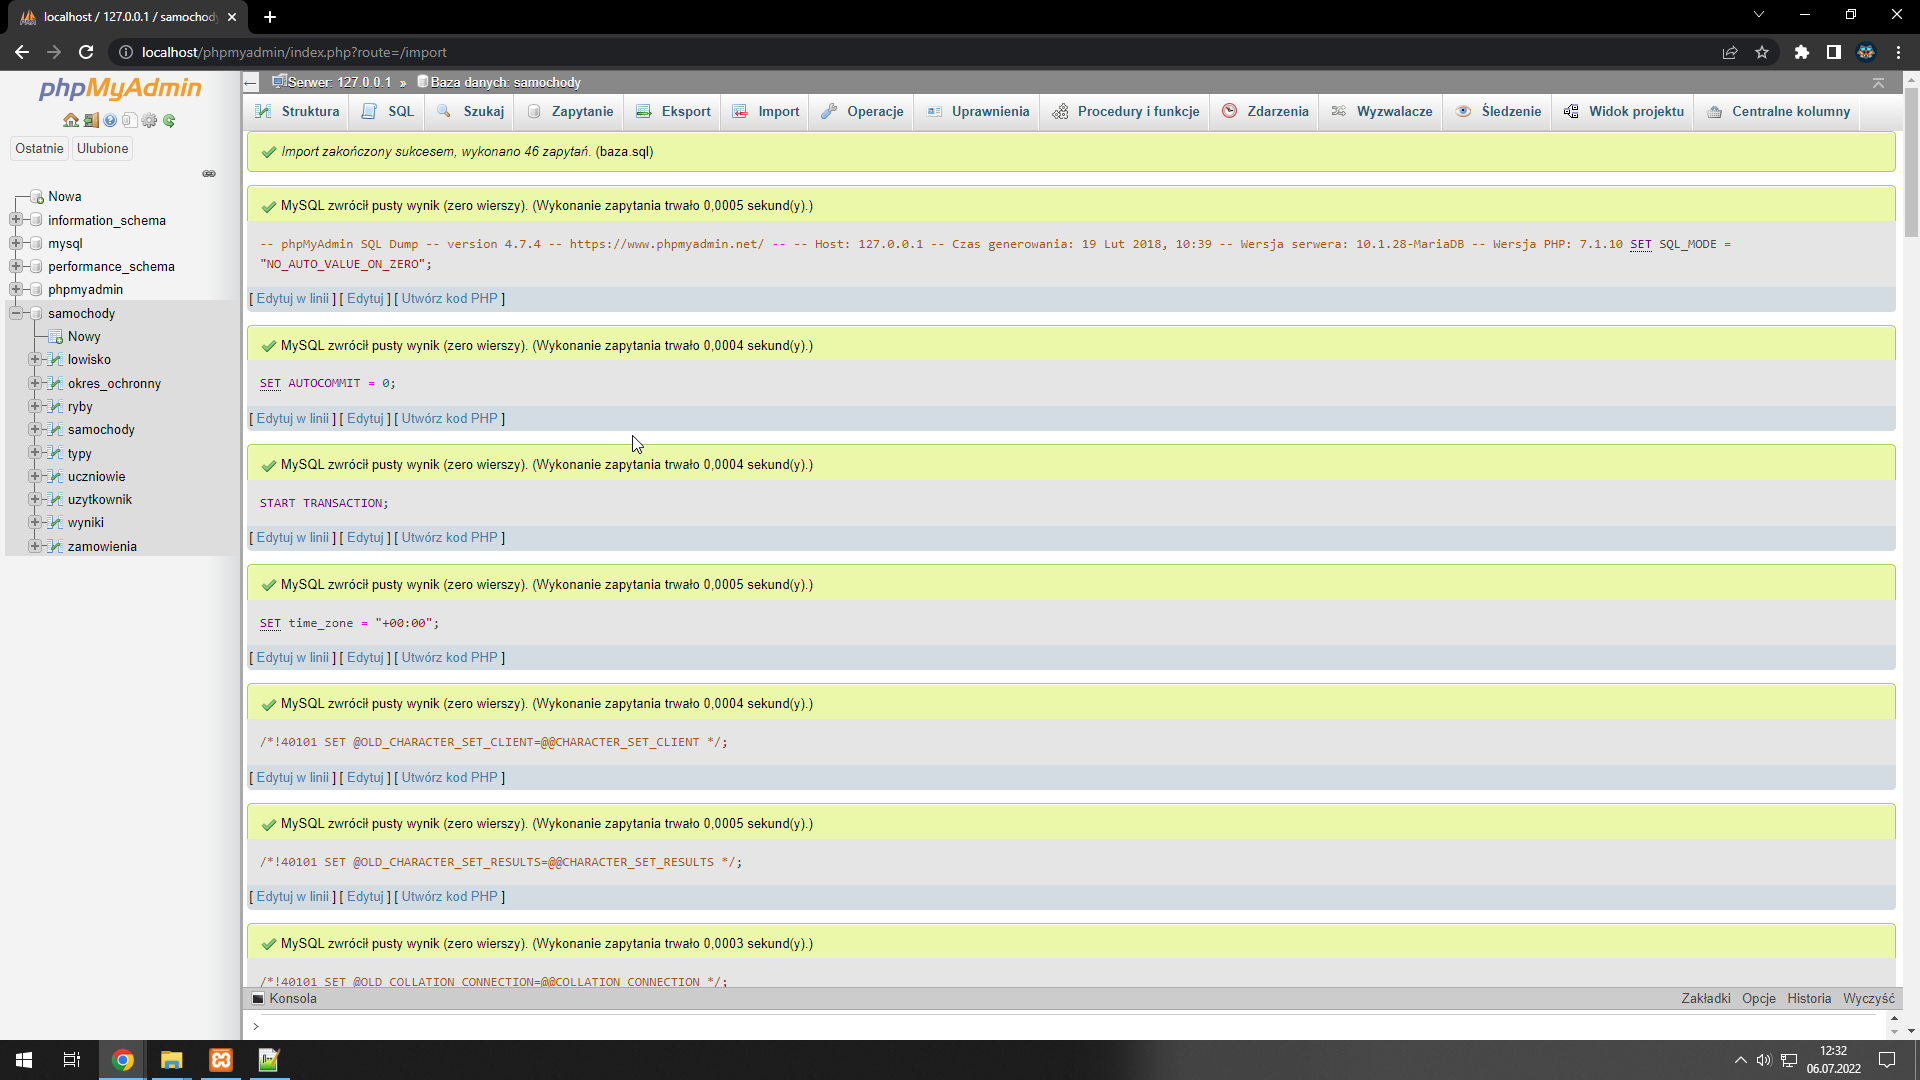 localhost / 127.0.0.1 / samochody
localhost/phpmyadmin/index.php?route=/import
phpMyAdmin
Ostatnie Ulubione
Nowa
information_schema
mysql
performance_schema
phpmyadmin
samochody
Nowy
lowisko
okres_ochronny
ryby
samochody
typy
uczniowie
uzytkownik
wyniki
zamowienia
Serwer: 127.0.0.1 » Baza danych: samochody
Struktura SQL Szukaj Zapytanie Eksport Import Operacje Uprawnienia Procedury i funkcje Zdarzenia Wyzwalacze Śledzenie Widok projektu Centralne kolumny
Import zakończony sukcesem, wykonano 46 zapytań. (baza.sql)
MySQL zwrócił pusty wynik (zero wierszy). (Wykonanie zapytania trwało 0,0005 sekund(y).)
-- phpMyAdmin SQL Dump -- version 4.7.4 -- https://www.phpmyadmin.net/ -- -- Host: 127.0.0.1 -- Czas generowania: 19 Lut 2018, 10:39 -- Wersja serwera: 10.1.28-MariaDB -- Wersja PHP: 7.1.10 SET SQL_MODE =
"NO_AUTO_VALUE_ON_ZERO";
[ Edytuj w linii ] [ Edytuj ] [ Utwórz kod PHP ]
MySQL zwrócił pusty wynik (zero wierszy). (Wykonanie zapytania trwało 0,0004 sekund(y).)
SET AUTOCOMMIT = 0;
[ Edytuj w linii ] [ Edytuj ] [ Utwórz kod PHP ]
MySQL zwrócił pusty wynik (zero wierszy). (Wykonanie zapytania trwało 0,0004 sekund(y).)
START TRANSACTION;
[ Edytuj w linii ] [ Edytuj ] [ Utwórz kod PHP ]
MySQL zwrócił pusty wynik (zero wierszy). (Wykonanie zapytania trwało 0,0005 sekund(y).)
SET time_zone = "+00:00";
[ Edytuj w linii ] [ Edytuj ] [ Utwórz kod PHP ]
MySQL zwrócił pusty wynik (zero wierszy). (Wykonanie zapytania trwało 0,0004 sekund(y).)
/*!40101 SET @OLD_CHARACTER_SET_CLIENT=@@CHARACTER_SET_CLIENT */;
[ Edytuj w linii ] [ Edytuj ] [ Utwórz kod PHP ]
MySQL zwrócił pusty wynik (zero wierszy). (Wykonanie zapytania trwało 0,0005 sekund(y).)
/*!40101 SET @OLD_CHARACTER_SET_RESULTS=@@CHARACTER_SET_RESULTS */;
[ Edytuj w linii ] [ Edytuj ] [ Utwórz kod PHP ]
MySQL zwrócił pusty wynik (zero wierszy). (Wykonanie zapytania trwało 0,0003 sekund(y).)
/*!40101 SET @OLD_COLLATION_CONNECTION=@@COLLATION_CONNECTION */;
Konsola Zakładki Opcje Historia Wyczyść
>
12:32
06.07.2022